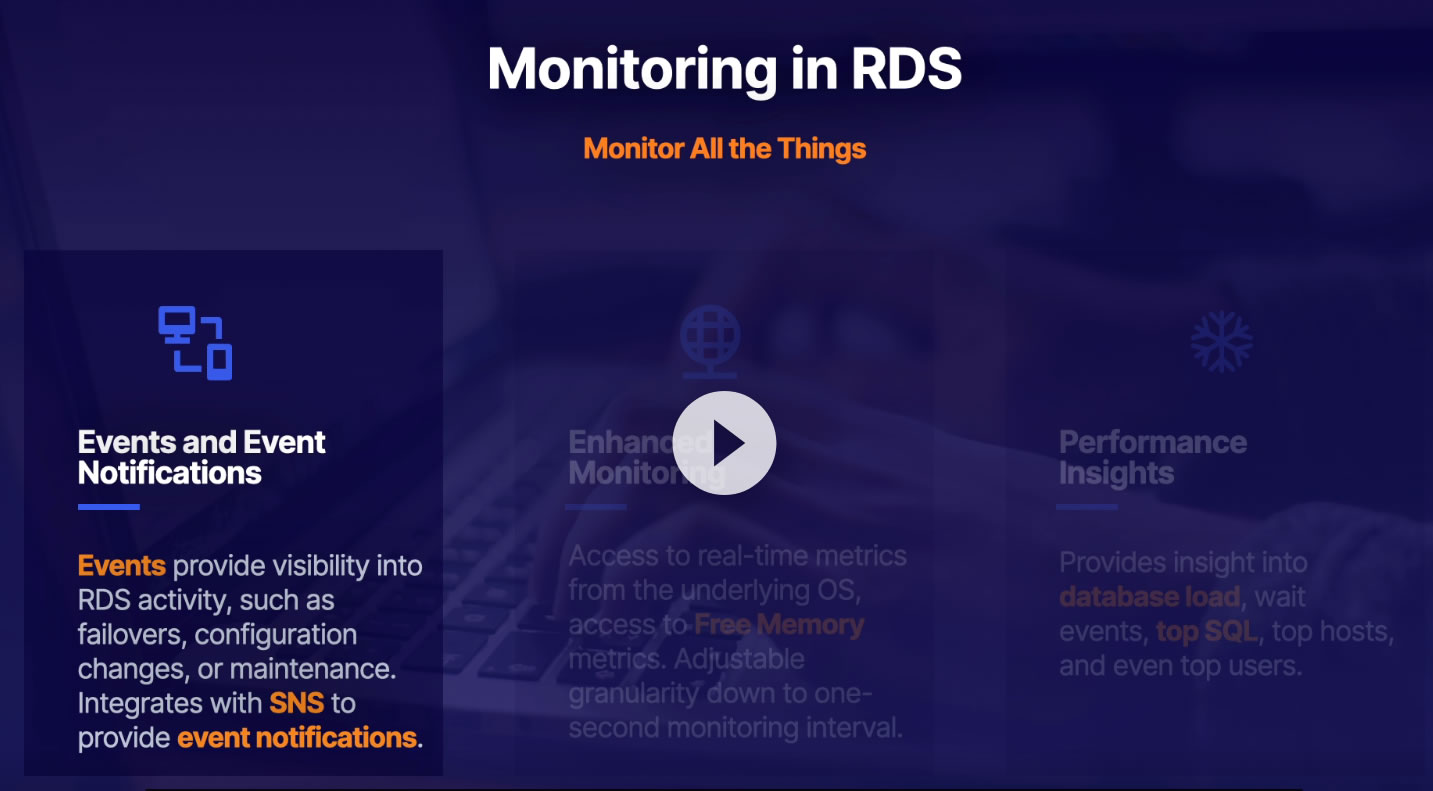 Monitoring in RDS
Monitor All the Things
Events and Event
Notifications
Events provide visibility into
RDS activity, such as
failovers, configuration
changes, or maintenance.
Integrates with SNS to
provide event notifications.
Enhanced
Monitoring
Access to real-time metrics
from the underlying OS,
access to Free Memory
metrics. Adjustable
granularity down to one-
second monitoring interval.
Performance
Insights
Provides insight into
database load, wait
events, top SQL, top hosts,
and even top users.